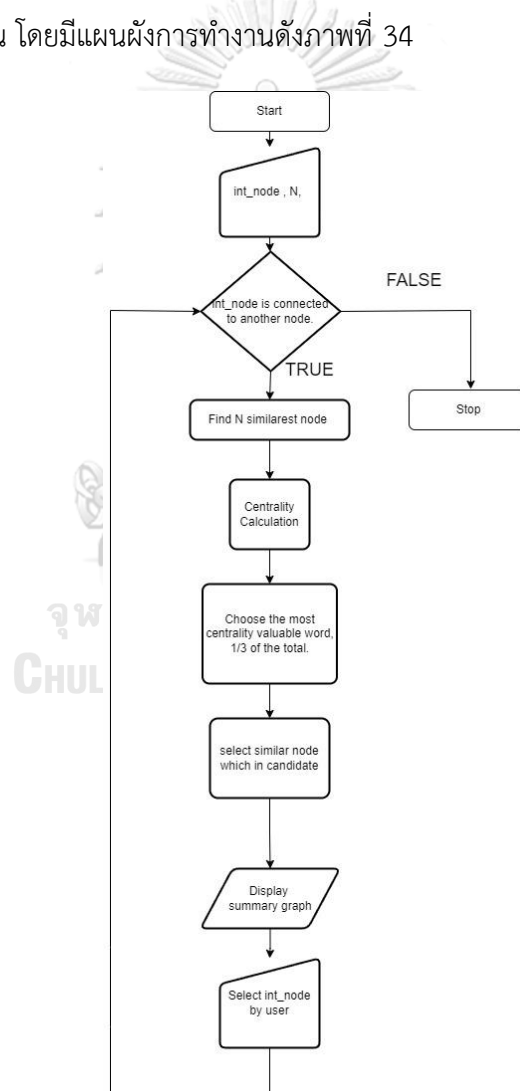 น โดยมีแผนผังการทำงานดังภาพที่ 34
Start
int_node , N,
int_node is connected
to another node.
FALSE
TRUE
Find N similarest node
Stop
Centrality
Calculation
Choose the most
centrality valuable word,
1/3 of the total.
จุฬ
CHUL
select similar node
which in candidate
Display
summary graph
Select int_node
by user